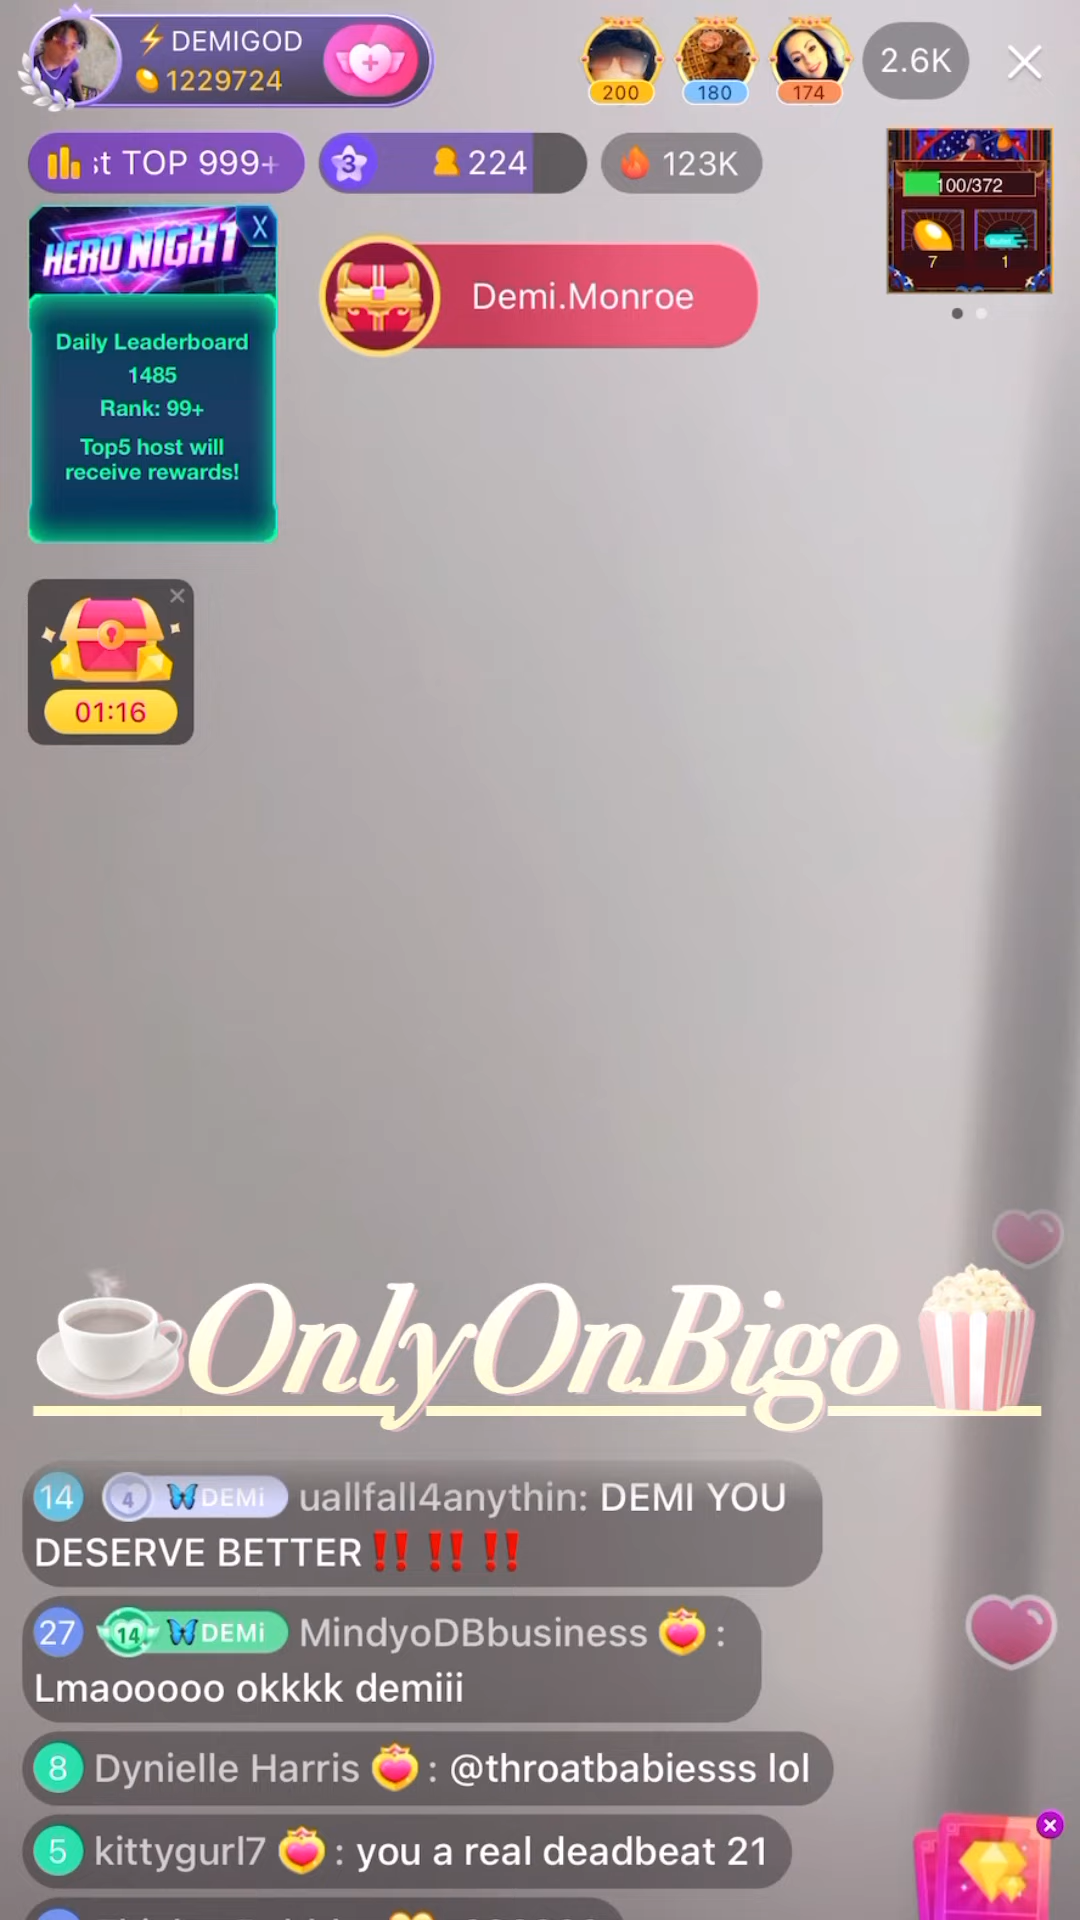 ⚡DEMIGOD
1229724
200
180
174
2.6K
st TOP 999+
3
224
123K
100/372
7
1
HERO NIGHT
X
Daily Leaderboard
1485
Rank: 99+
Top5 host will
receive rewards!
Demi.Monroe
01:16
☕OnlyOnBigo🍿
14 4 🦋DEMi uallfall4anythin: DEMI YOU
DESERVE BETTER‼️‼️‼️
27 14 🦋DEMi MindyoDBbusiness : 
Lmaooooo okkkk demiii
8 Dynielle Harris : @throatbabiesss lol
5 kittygurl7 : you a real deadbeat 21